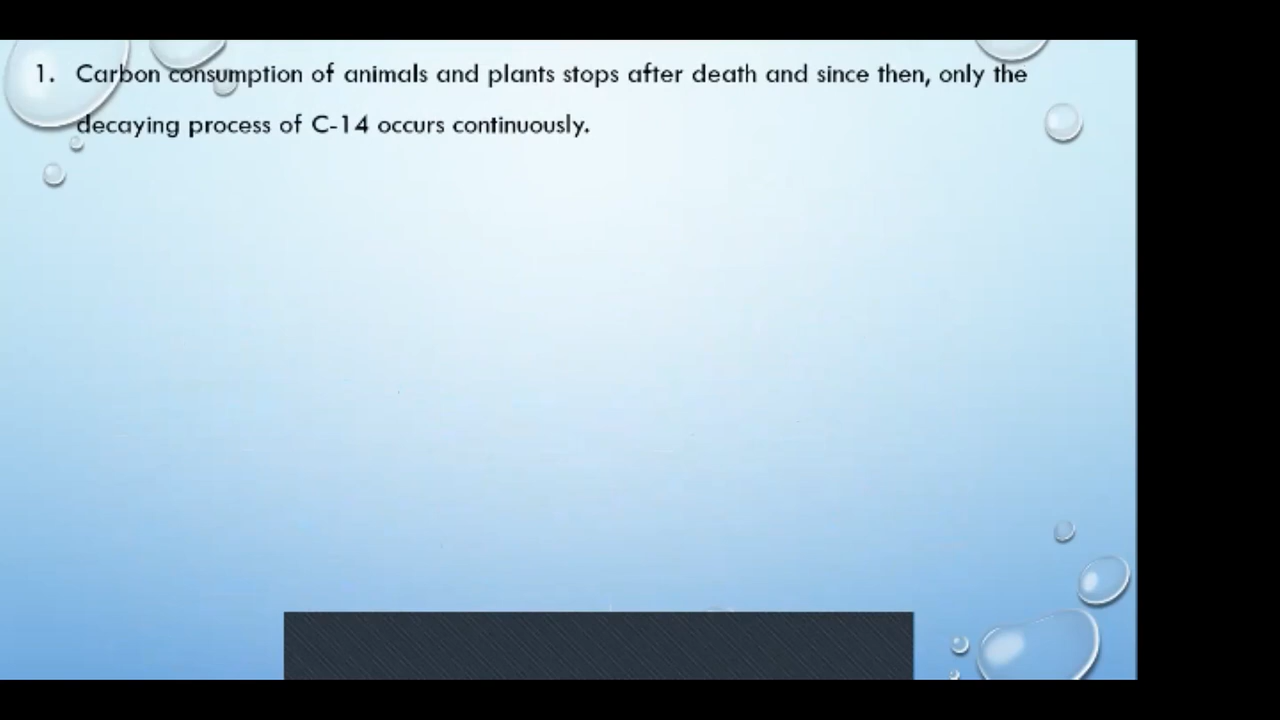 1. Carbon consumption of animals and plants stops after death and since then, only the
decaying process of C-14 occurs continuously.